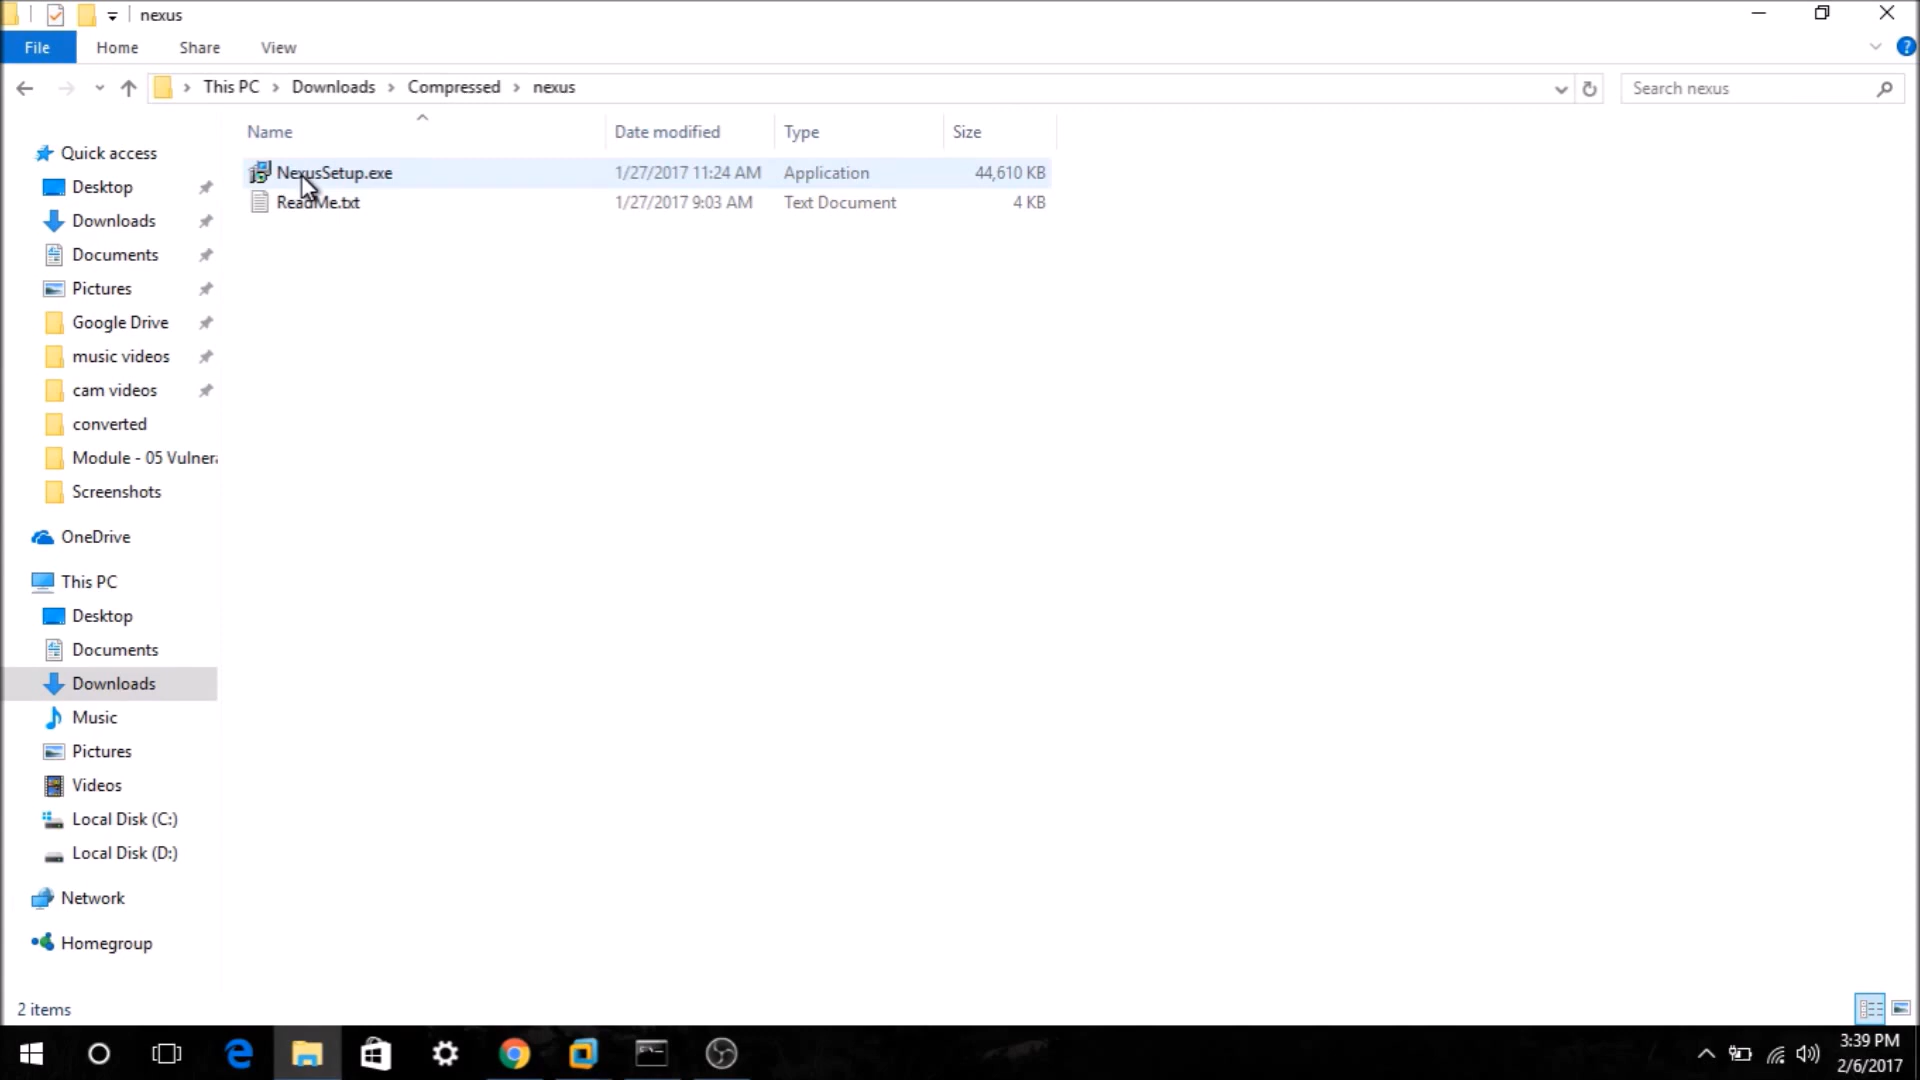 nexus
File Home Share View
This PC Downloads Compressed nexus
Search nexus
Name Date modified Type Size
NexusSetup.exe 1/27/2017 11:24 AM Application 44,610 KB
ReadMe.txt 1/27/2017 9:03 AM Text Document 4 KB
Quick access
Desktop
Downloads
Documents
Pictures
Google Drive
music videos
cam videos
converted
Module - 05 Vulner
Screenshots
OneDrive
This PC
Desktop
Documents
Downloads
Music
Pictures
Videos
Local Disk (C:)
Local Disk (D:)
Network
Homegroup
2 items
3:39 PM
2/6/2017